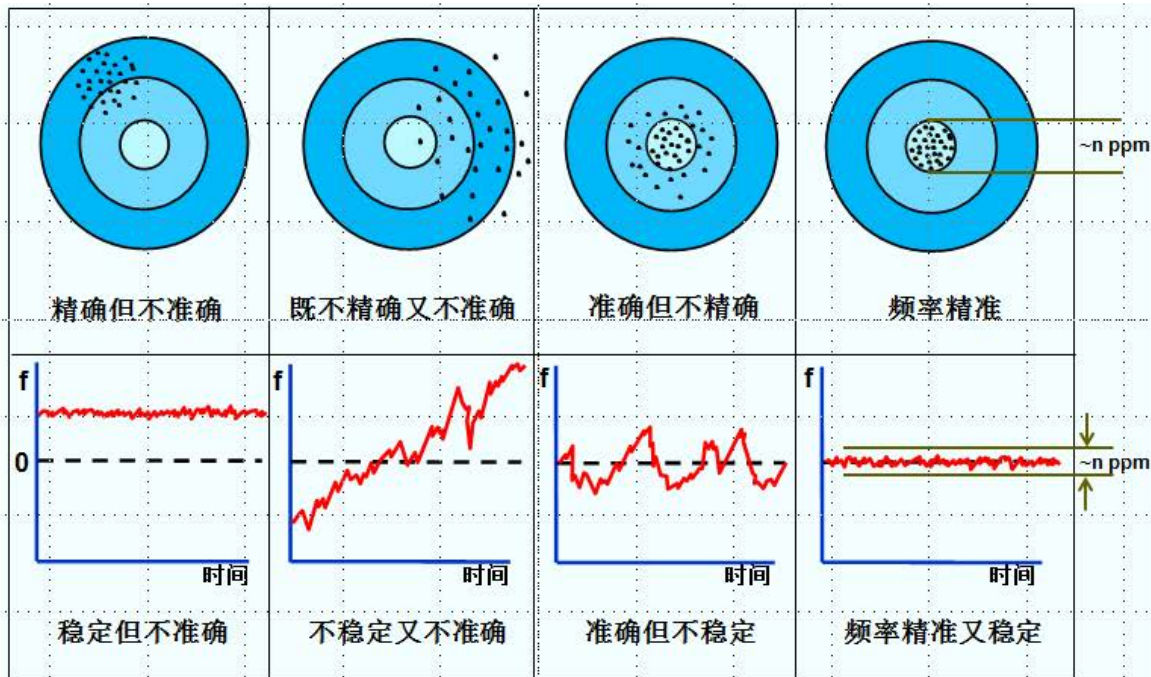 ~n ppm
精确但不准确
既不精确又不准确
准确但不精确
频率精准
f
0
时间
f
时间
f
时间
f
~n ppm
时间
稳定但不准确
不稳定又不准确
准确但不稳定
频率精准又稳定